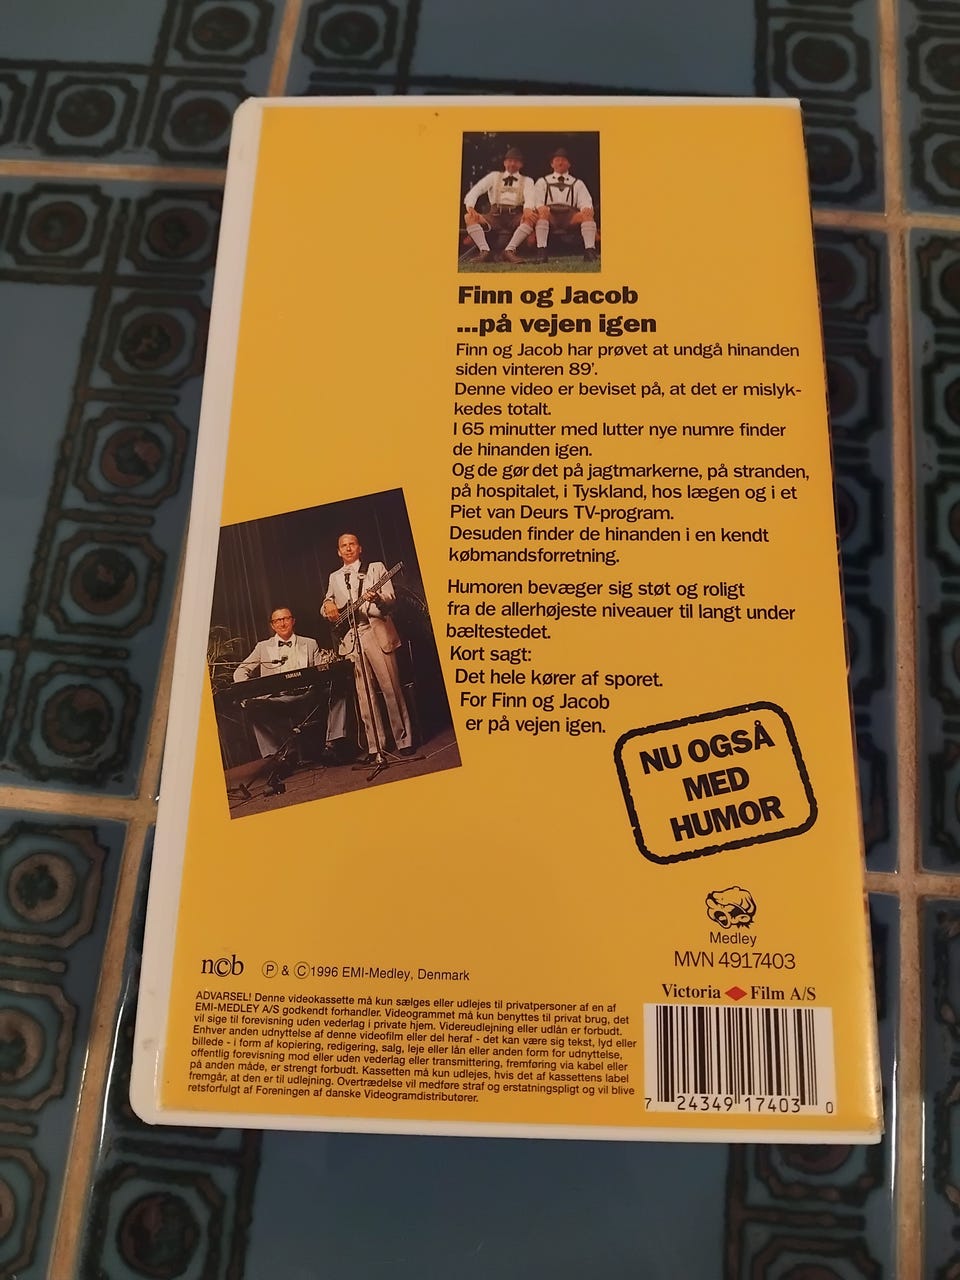 Finn og Jacob
...på vejen igen
Finn og Jacob har prøvet at undgå hinanden
siden vinteren 89'.
Denne video er beviset på, at det er mislyk-
kedes totalt.
I 65 minutter med lutter nye numre finder
de hinanden igen.
Og de gør det på jagtmarkerne, på stranden,
på hospitalet, i Tyskland, hos lægen og i et
Piet van Deurs TV-program.
Desuden finder de hinanden i en kendt
købmandsforretning.
Humoren bevæger sig støt og roligt
fra de allerhøjeste niveauer til langt under
bæltestedet.
Kort sagt:
Det hele kører af sporet.
For Finn og Jacob
er på vejen igen.
YAMAHA
NU OGSÅ
MED
HUMOR
Medley
MVN 4917403
Victoria Film A/S
ncb Ⓟ & ©1996 EMI-Medley, Denmark
ADVARSEL! Denne videokassette må kun sælges eller udlejes til privatpersoner af en af
EMI-MEDLEY A/S godkendt forhandler. Videogrammet må kun benyttes til privat brug, det
vil sige til forevisning uden vederlag i private hjem. Videreudlejning eller udlån er forbudt.
Enhver anden udnyttelse af denne videofilm eller del heraf - det kan være sig tekst, lyd eller
billede - i form af kopiering, redigering, salg, leje eller lån eller anden form for udnyttelse,
offentlig forevisning mod eller uden vederlag eller transmittering, fremføring via kabel eller
på anden måde, er strengt forbudt. Kassetten må kun udlejes, hvis det af kassettens label
fremgår, at den er til udlejning. Overtrædelse vil medføre straf og erstatningspligt og vil blive
retsforfulgt af Foreningen af danske Videogramdistributører.
7 24349 17403 0